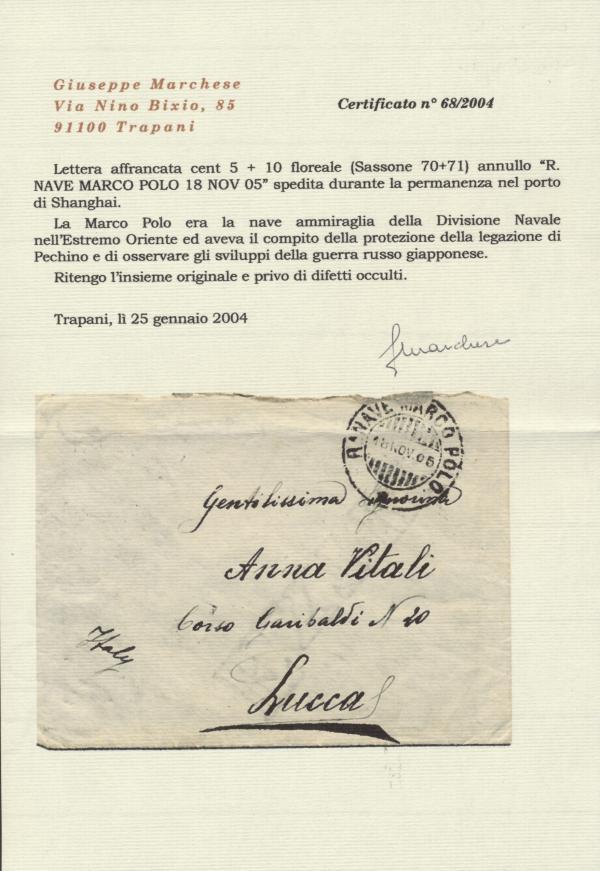 Giuseppe Marchese
Via Nino Bixio, 85
91100 Trapani
Certificato n° 68/2004
Lettera affrancata cent 5 + 10 floreale (Sassone 70+71) annullo “R.
NAVE MARCO POLO 18 NOV 05” spedita durante la permanenza nel porto
di Shanghai.
La Marco Polo era la nave ammiraglia della Divisione Navale
nell'Estremo Oriente ed aveva il compito della protezione della legazione di
Pechino e di osservare gli sviluppi della guerra russo giapponese.
Ritengo l'insieme originale e privo di difetti occulti.
Trapani, lì 25 gennaio 2004
R. NAVE MARCO POLO
18 NOV. 05
Gentilissima
Anna Vitali
Corso Garibaldi N 20
Italy
Lucca